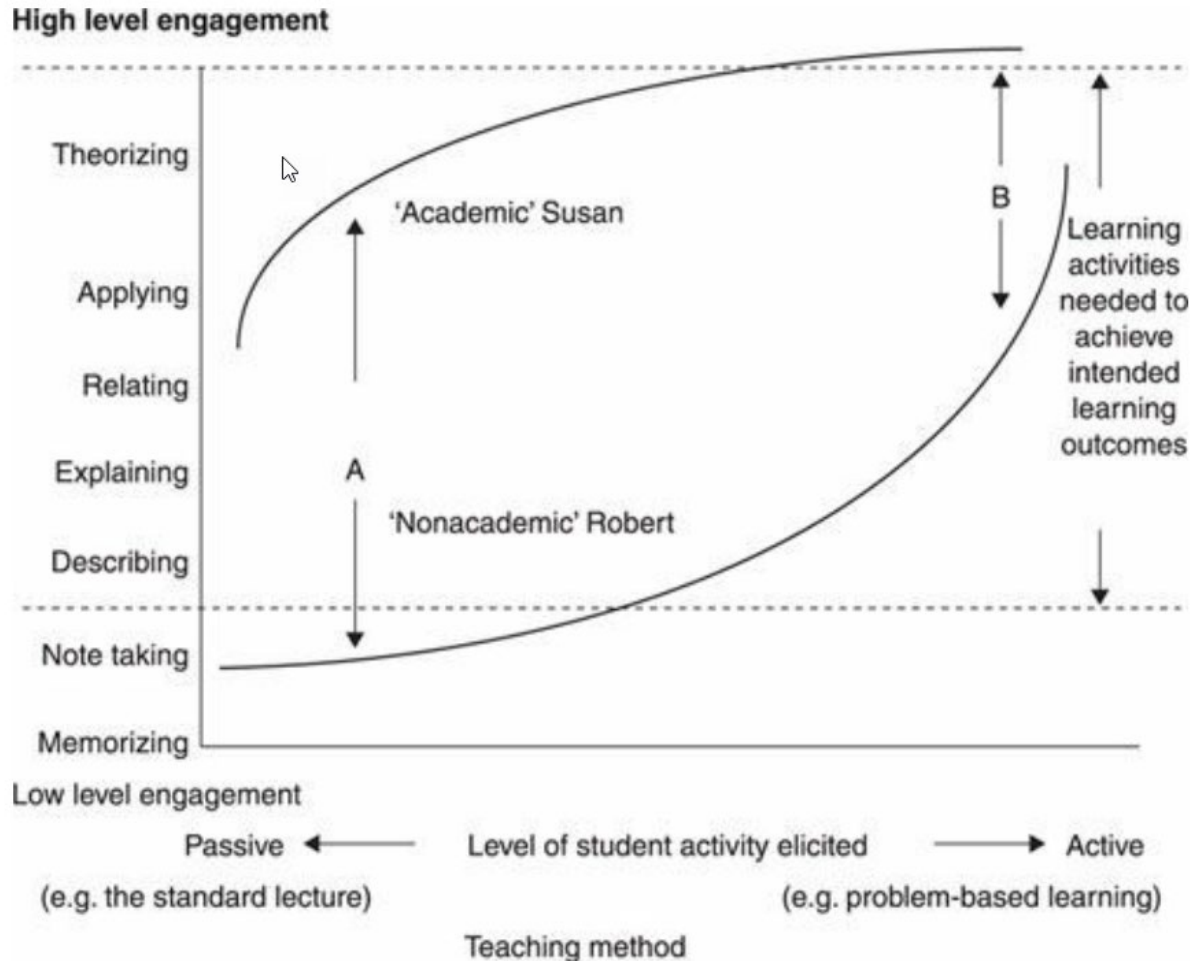 High level engagement
Theorizing
'Academic' Susan
B
Learning
activities
needed to
achieve
intended
learning
outcomes
Applying
Relating
Explaining
A
'Nonacademic' Robert
Describing
Note taking
Memorizing
Low level engagement
Passive Level of student activity elicited Active
(e.g. the standard lecture) (e.g. problem-based learning)
Teaching method